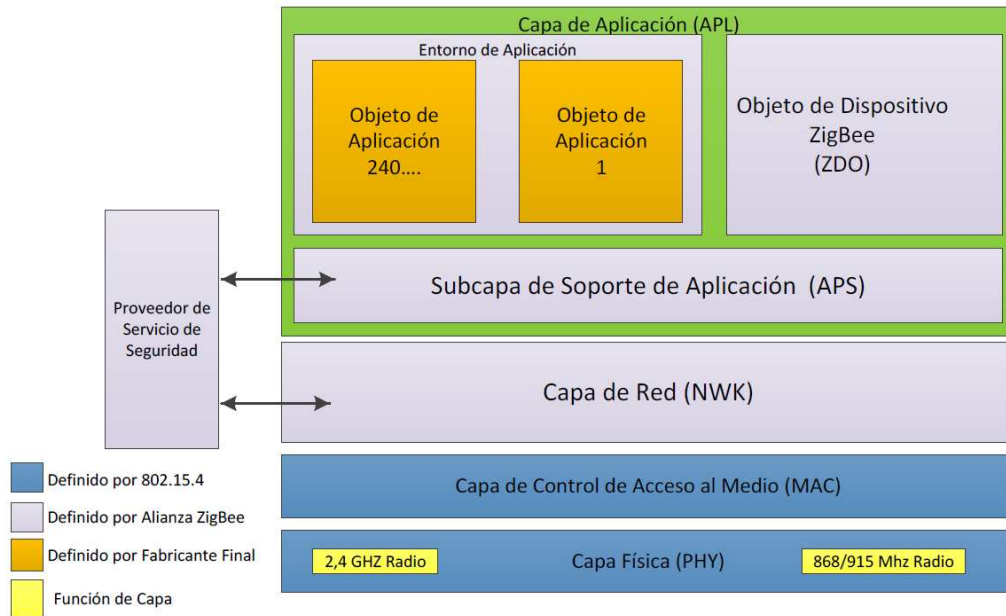 Capa de Aplicación (APL)
Entorno de Aplicación
Objeto de
Aplicación
240....
Objeto de
Aplicación
1
Objeto de Dispositivo
ZigBee
(ZDO)
Subcapa de Soporte de Aplicación (APS)
Proveedor de
Servicio de
Seguridad
Capa de Red (NWK)
Capa de Control de Acceso al Medio (MAC)
2,4 GHZ Radio
Capa Física (PHY)
868/915 Mhz Radio
Definido por 802.15.4
Definido por Alianza ZigBee
Definido por Fabricante Final
Función de Capa